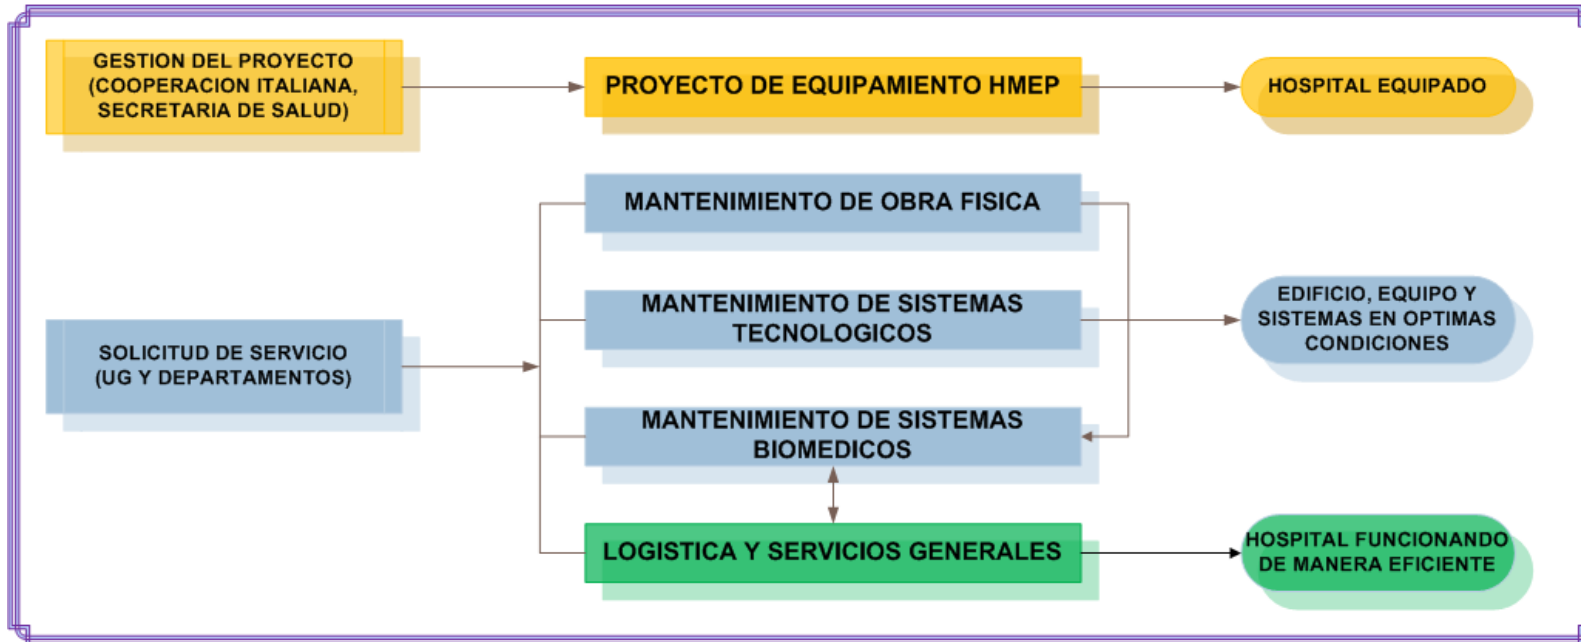 GESTION DEL PROYECTO
(COOPERACION ITALIANA,
SECRETARIA DE SALUD)
PROYECTO DE EQUIPAMIENTO HMEP
HOSPITAL EQUIPADO
MANTENIMIENTO DE OBRA FISICA
MANTENIMIENTO DE SISTEMAS
TECNOLOGICOS
EDIFICIO, EQUIPO Y
SISTEMAS EN OPTIMAS
CONDICIONES
SOLICITUD DE SERVICIO
(UG Y DEPARTAMENTOS)
MANTENIMIENTO DE SISTEMAS
BIOMEDICOS
LOGISTICA Y SERVICIOS GENERALES
HOSPITAL FUNCIONANDO
DE MANERA EFICIENTE